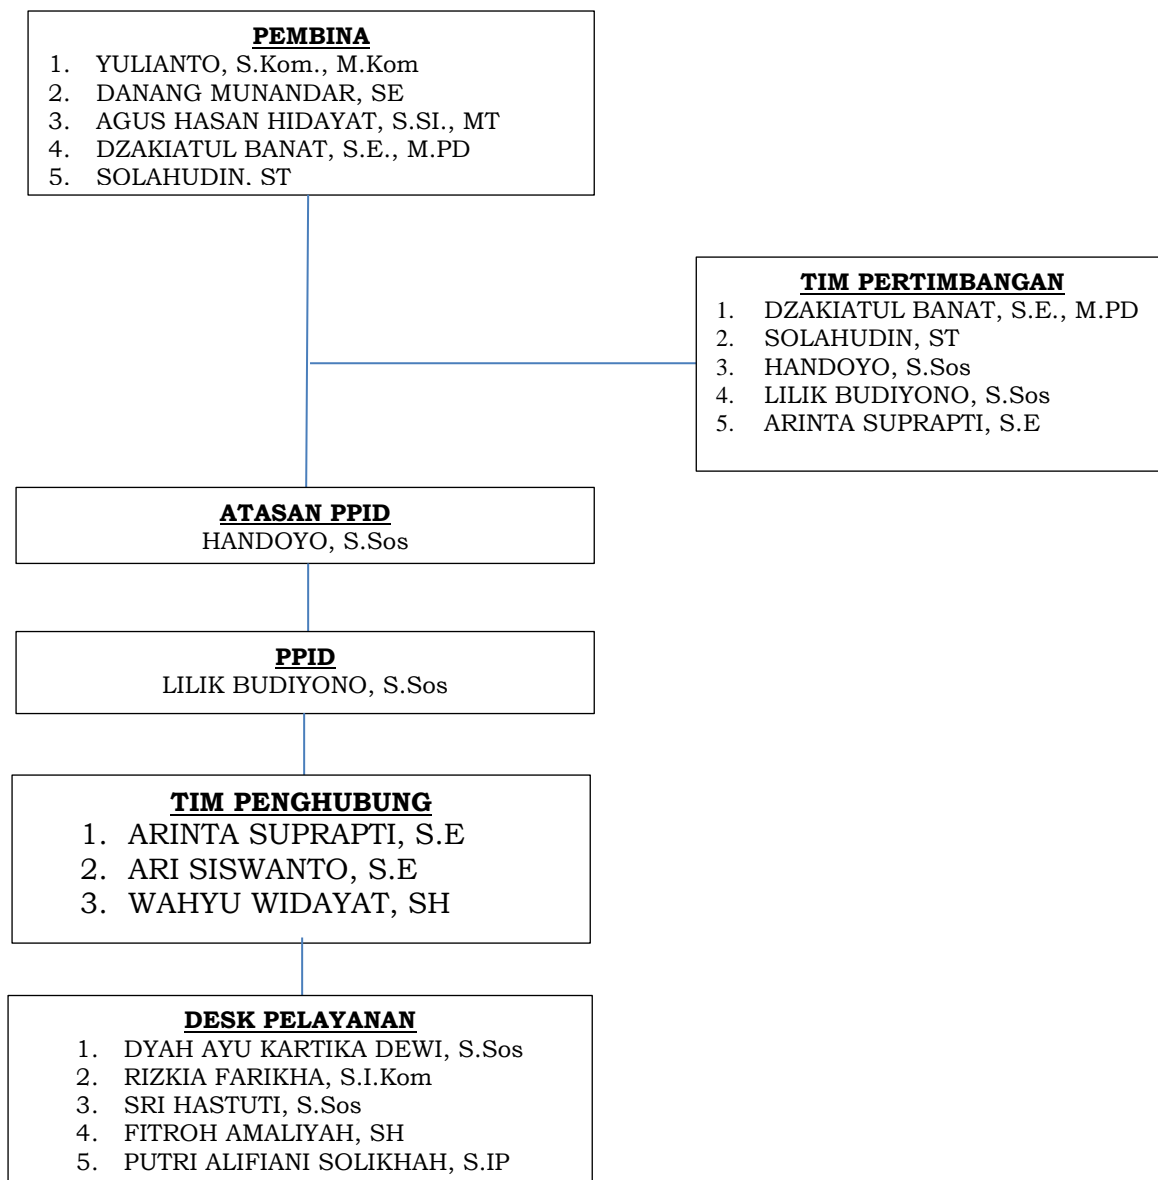 PEMBINA
1. YULIANTO, S.Kom., M.Kom
2. DANANG MUNANDAR, SE
3. AGUS HASAN HIDAYAT, S.SI., MT
4. DZAKIATUL BANAT, S.E., M.PD
5. SOLAHUDIN. ST
TIM PERTIMBANGAN
1. DZAKIATUL BANAT, S.E., M.PD
2. SOLAHUDIN, ST
3. HANDOYO, S.Sos
4. LILIK BUDIYONO, S.Sos
5. ARINTA SUPRAPTI, S.E
ATASAN PPID
HANDOYO, S.Sos
PPID
LILIK BUDIYONO, S.Sos
TIM PENGHUBUNG
1. ARINTA SUPRAPTI, S.E
2. ARI SISWANTO, S.E
3. WAHYU WIDAYAT, SH
DESK PELAYANAN
1. DYAH AYU KARTIKA DEWI, S.Sos
2. RIZKIA FARIKHA, S.I.Kom
3. SRI HASTUTI, S.Sos
4. FITROH AMALIYAH, SH
5. PUTRI ALIFIANI SOLIKHAH, S.IP